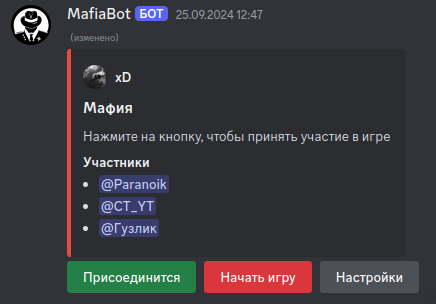 MafiaBot БОТ 25.09.2024 12:47
(изменено)
xD
Мафия
Нажмите на кнопку, чтобы принять участие в игре
Участники
@Paranoik
@CT_YT
@Гузлик
Присоединится Начать игру Настройки